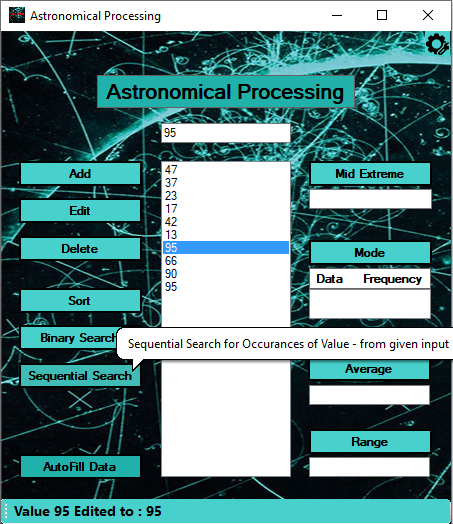 Astronomical Processing
Astronomical Processing
95
Add
Edit
Delete
Sort
Binary Search
Sequential Search
AutoFill Data
47
37
23
17
42
13
95
66
90
95
Sequential Search for Occurances of Value - from given input
Mid Extreme
Mode
Data Frequency
Average
Range
Value 95 Edited to : 95